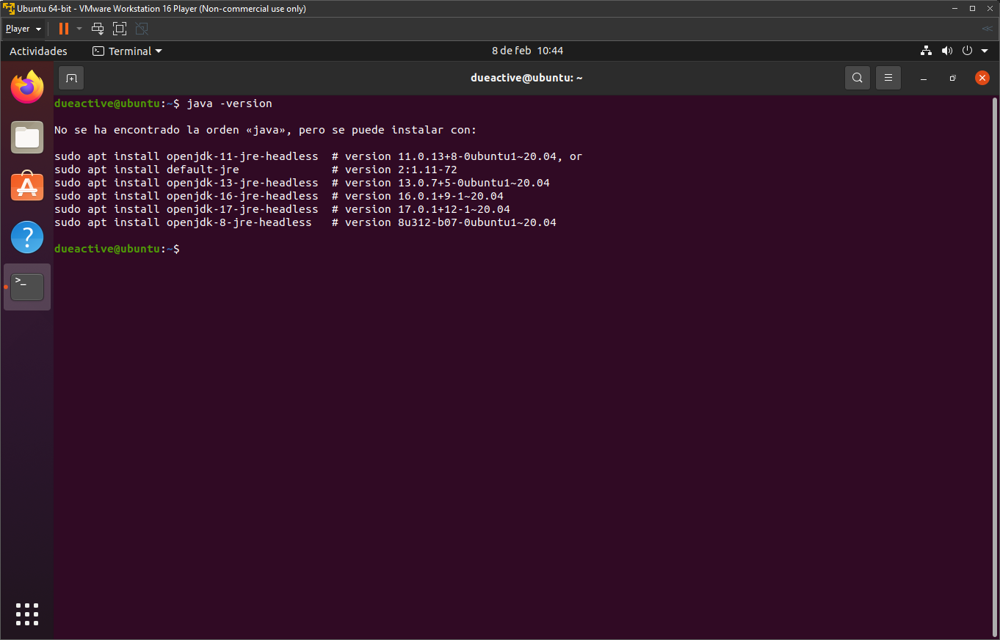 Ubuntu 64-bit - VMware Workstation 16 Player (Non-commercial use only)
Player
Actividades Terminal 8 de feb 10:44
dueactive@ubuntu: ~
dueactive@ubuntu:~$ java -version
No se ha encontrado la orden «java», pero se puede instalar con:
sudo apt install openjdk-11-jre-headless  # version 11.0.13+8-0ubuntu1~20.04, or
sudo apt install default-jre              # version 2:1.11-72
sudo apt install openjdk-13-jre-headless  # version 13.0.7+5-0ubuntu1~20.04
sudo apt install openjdk-16-jre-headless  # version 16.0.1+9-1~20.04
sudo apt install openjdk-17-jre-headless  # version 17.0.1+12-1~20.04
sudo apt install openjdk-8-jre-headless   # version 8u312-b07-0ubuntu1~20.04
dueactive@ubuntu:~$